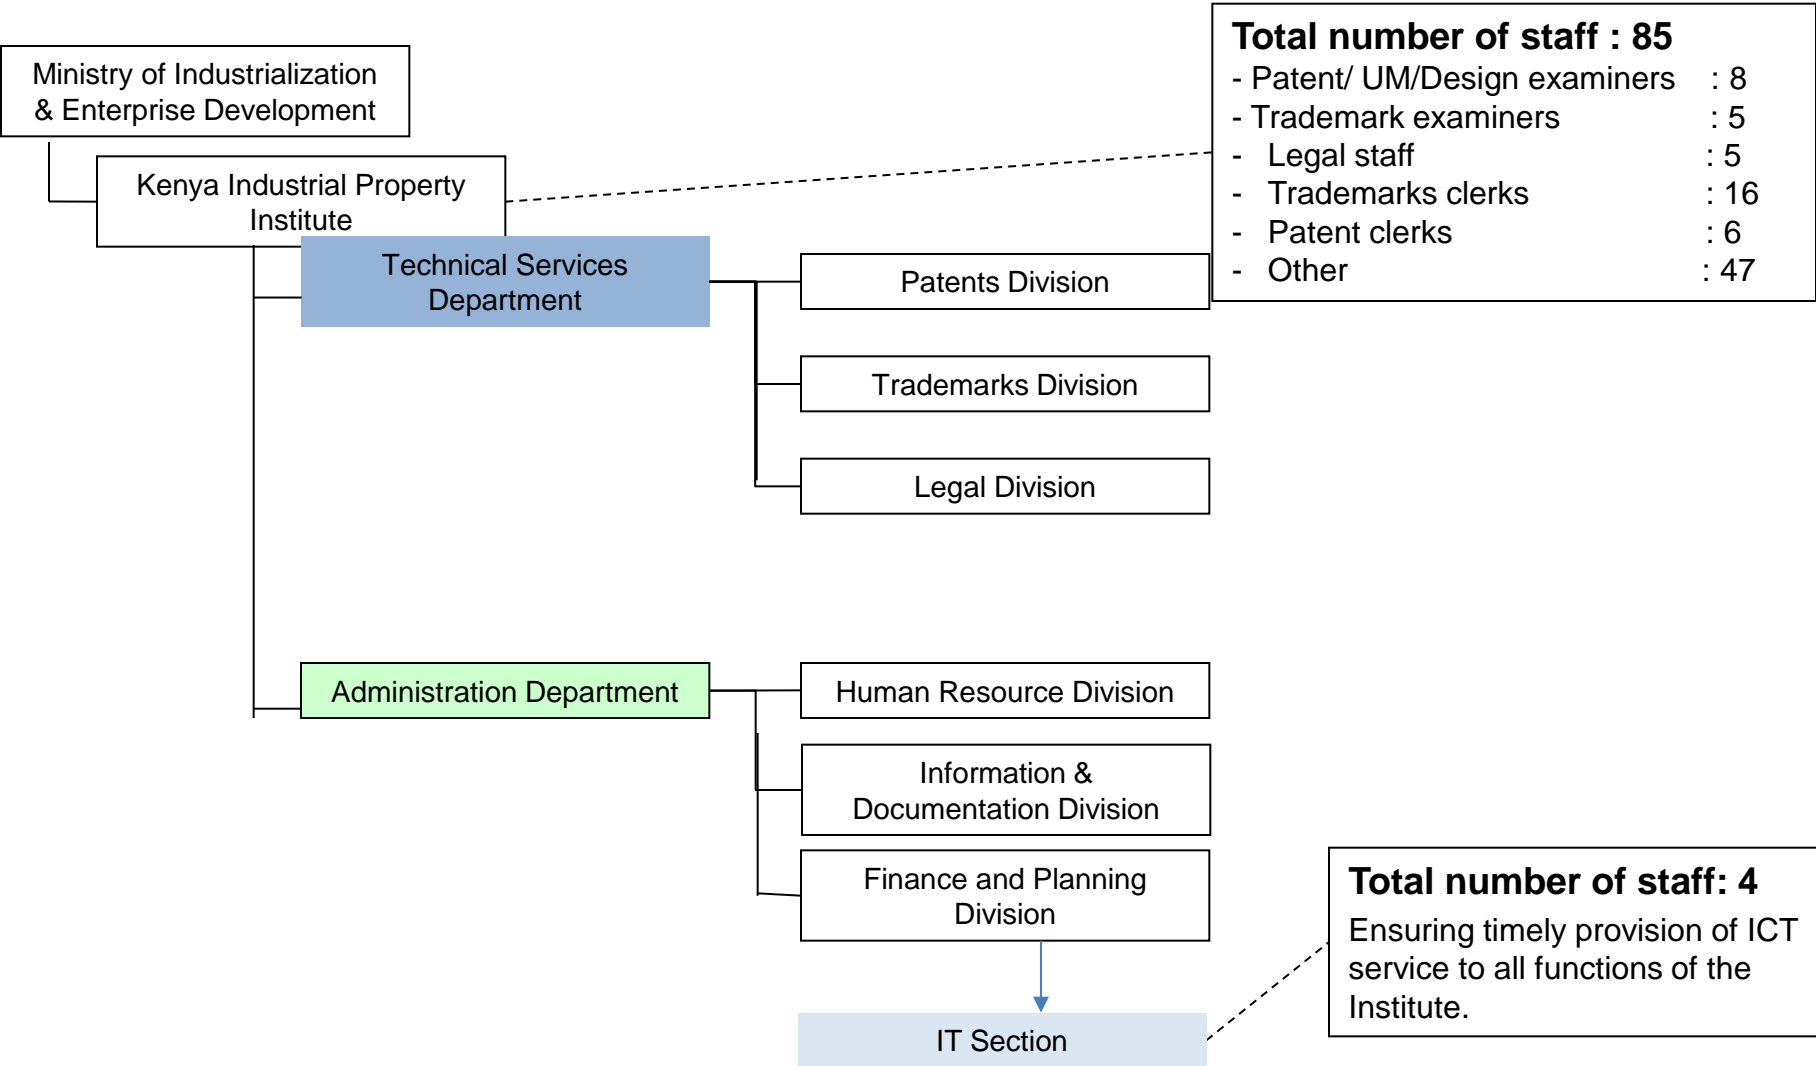 Ministry of Industrialization
& Enterprise Development
Kenya Industrial Property
Institute
Technical Services
Department
Patents Division
Trademarks Division
Legal Division
Administration Department
Human Resource Division
Information &
Documentation Division
Finance and Planning
Division
IT Section
Total number of staff : 85
- Patent/ UM/Design examiners : 8
- Trademark examiners : 5
- Legal staff : 5
- Trademarks clerks : 16
- Patent clerks : 6
- Other : 47
Total number of staff: 4
Ensuring timely provision of ICT
service to all functions of the
Institute.